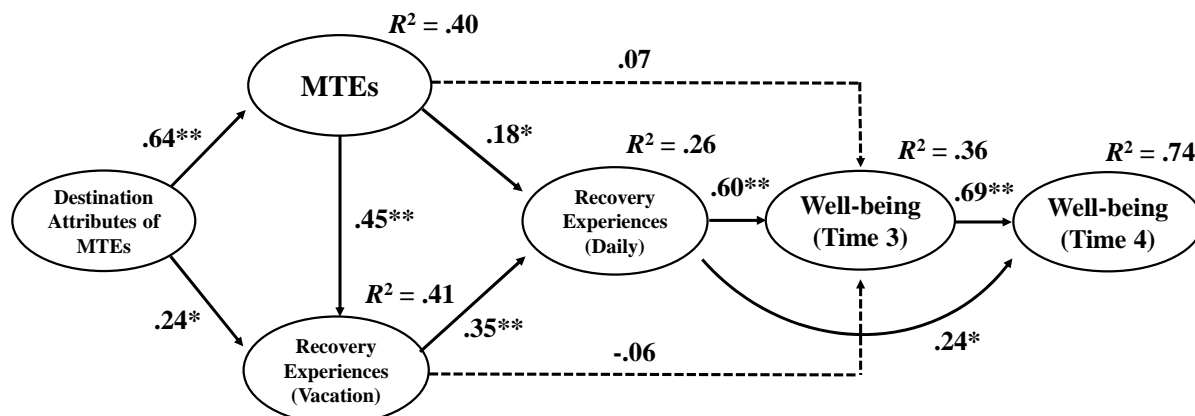 R² = .40
MTEs
.07
.64**
.18*
R² = .26
R² = .36
R² = .74
Destination
Attributes of
MTEs
.45**
Recovery
Experiences
(Daily)
.60**
Well-being
(Time 3)
.69**
Well-being
(Time 4)
.24*
R² = .41
.35**
Recovery
Experiences
(Vacation)
-.06
.24*